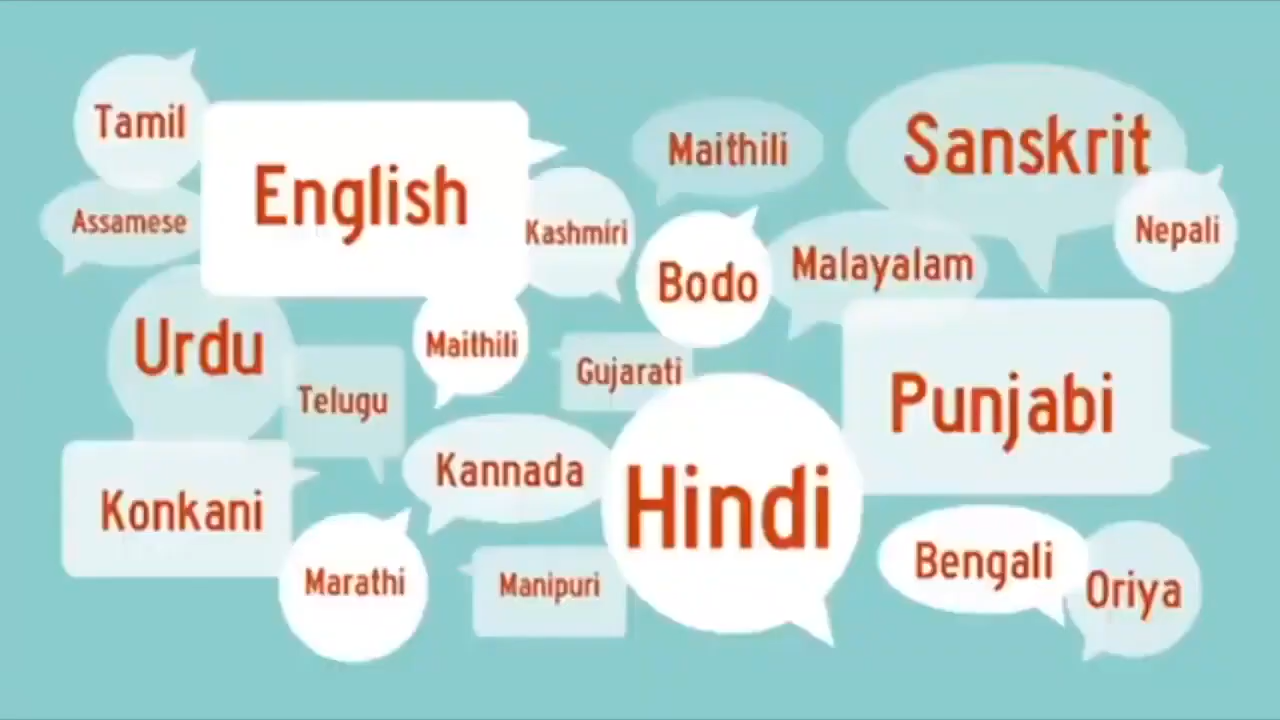 Tamil
English
Maithili
Sanskrit
Assamese
Kashmiri
Nepali
Bodo
Malayalam
Urdu
Maithili
Gujarati
Telugu
Punjabi
Kannada
Konkani
Hindi
Marathi
Manipuri
Bengali
Oriya